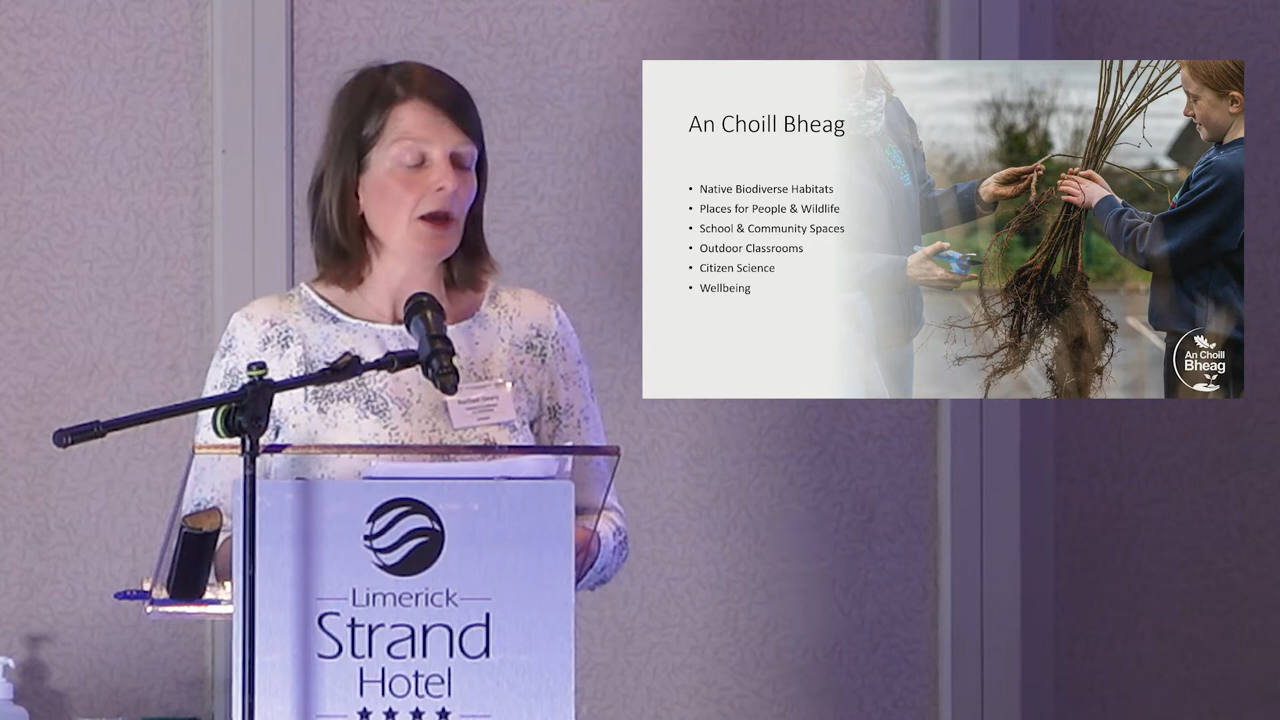 An Choill Bheag
• Native Biodiverse Habitats
• Places for People & Wildlife
• School & Community Spaces
• Outdoor Classrooms
• Citizen Science
• Wellbeing
An Choill
Bheag
Limerick
Strand
Hotel